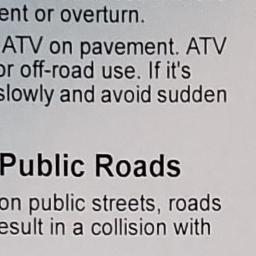 ent or overturn.
ATV on pavement. ATV
or off-road use. If it's
slowly and avoid sudden
Public Roads
on public streets, roads
esult in a collision with